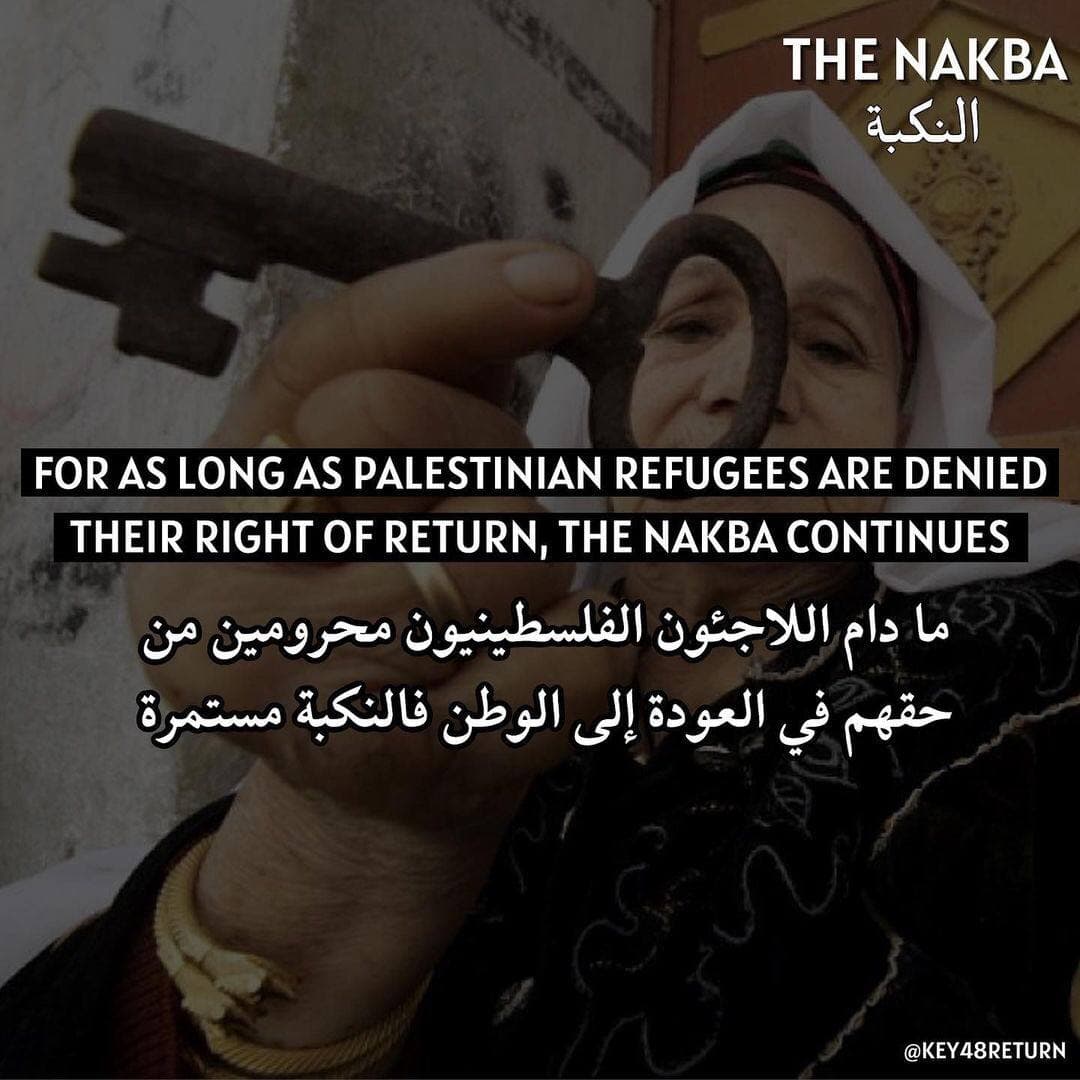 THE NAKBA
النكبة
FOR AS LONG AS PALESTINIAN REFUGEES ARE DENIED
THEIR RIGHT OF RETURN, THE NAKBA CONTINUES
ما دام اللاجئون الفلسطينيون محرومين من
حقهم في العودة إلى الوطن فالنكبة مستمرة
@KEY48RETURN